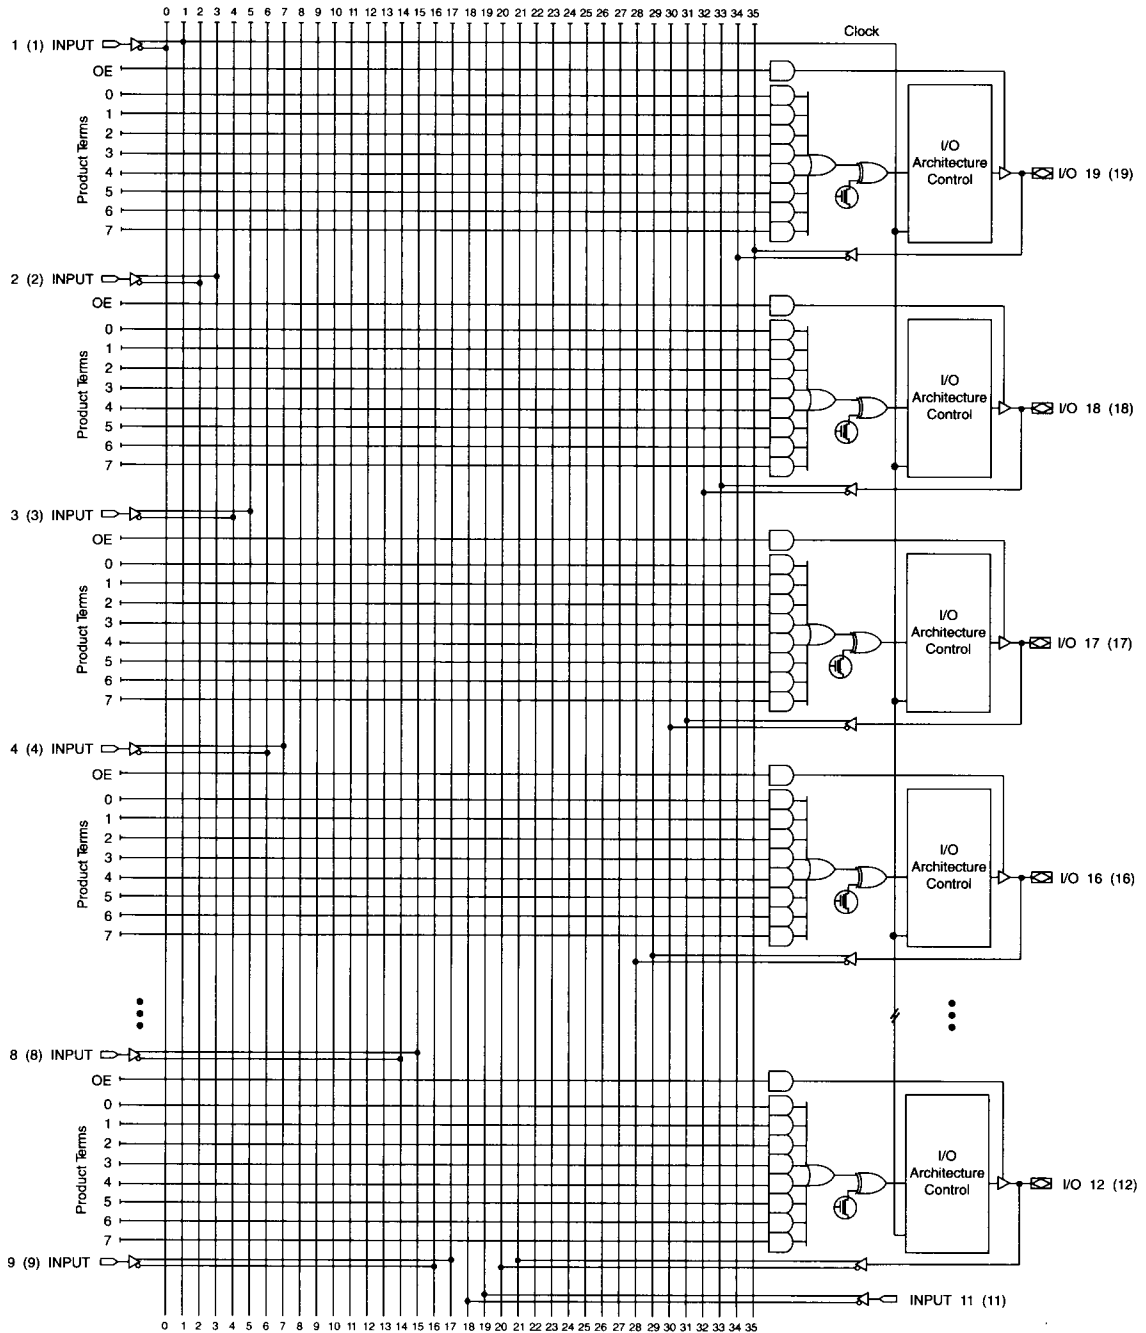 0 1 2 3 4 5 6 7 8 9 10 11 12 13 14 15 16 17 18 19 20 21 22 23 24 25 26 27 28 29 30 31 32 33 34 35
1 (1) INPUT
Clock
OE
Product Terms
0
1
2
3
4
5
6
7
I/O
Architecture
Control
I/O 19 (19)
2 (2) INPUT
OE
Product Terms
0
1
2
3
4
5
6
7
I/O
Architecture
Control
I/O 18 (18)
3 (3) INPUT
OE
Product Terms
0
1
2
3
4
5
6
7
I/O
Architecture
Control
I/O 17 (17)
4 (4) INPUT
OE
Product Terms
0
1
2
3
4
5
6
7
I/O
Architecture
Control
I/O 16 (16)
8 (8) INPUT
OE
Product Terms
0
1
2
3
4
5
6
7
I/O
Architecture
Control
I/O 12 (12)
9 (9) INPUT
INPUT 11 (11)
0 1 2 3 4 5 6 7 8 9 10 11 12 13 14 15 16 17 18 19 20 21 22 23 24 25 26 27 28 29 30 31 32 33 34 35